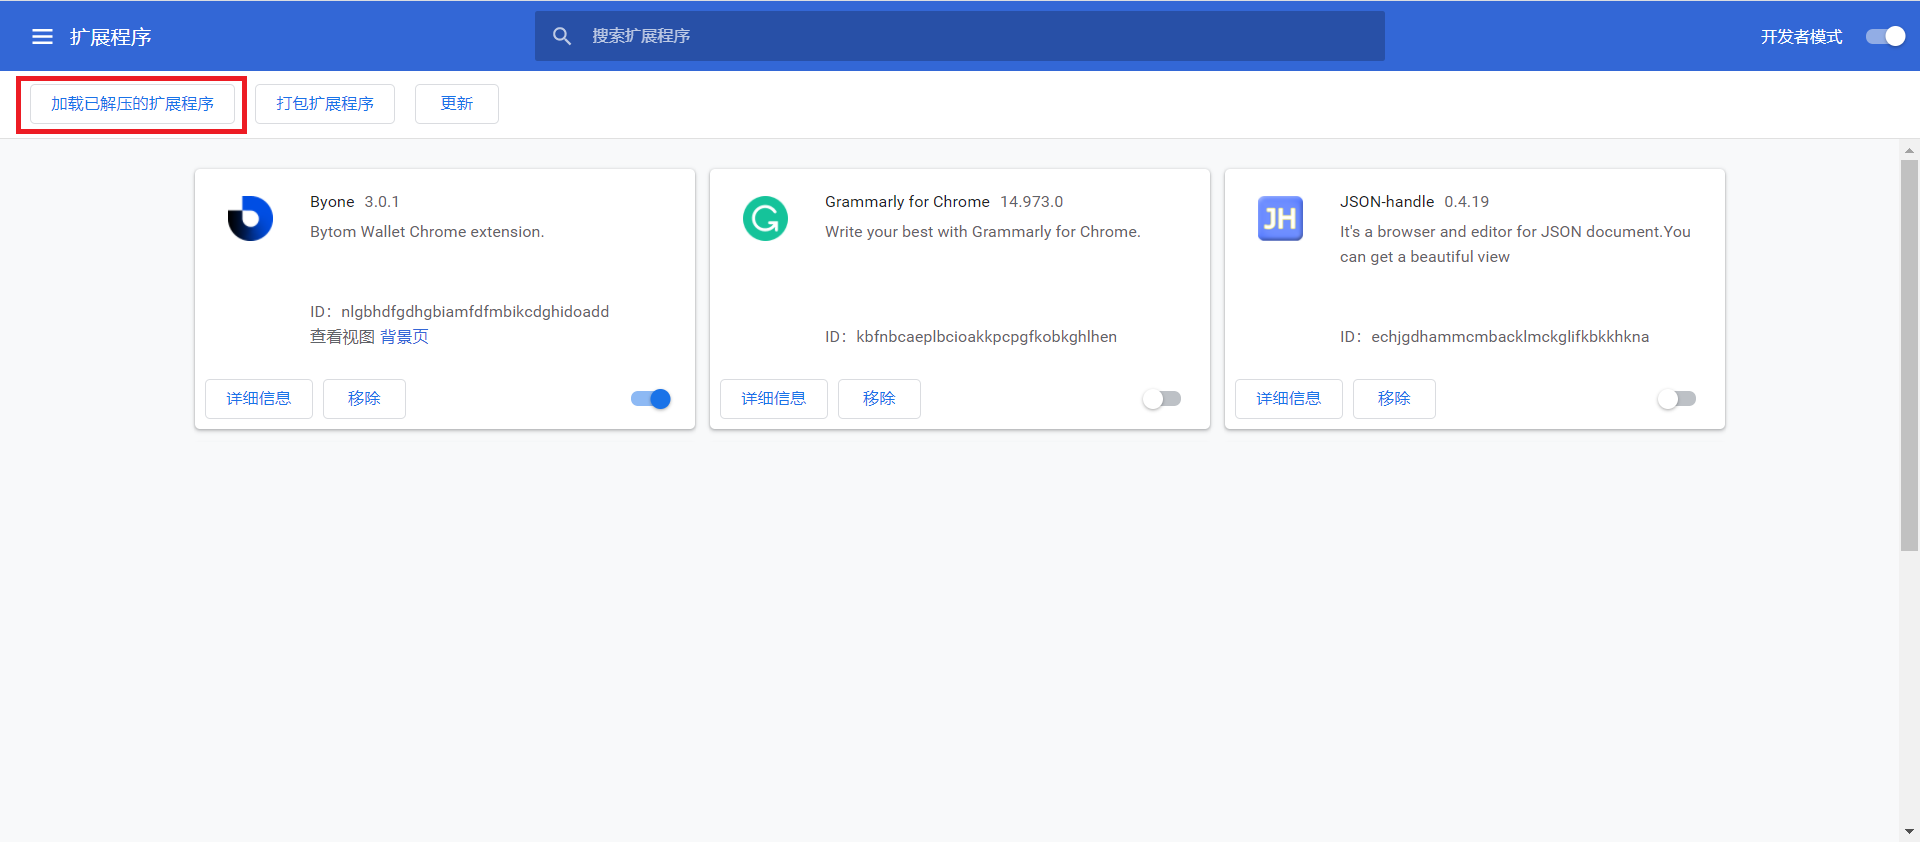 扩展程序
搜索扩展程序
开发者模式
加载已解压的扩展程序
打包扩展程序
更新
Byone 3.0.1
Bytom Wallet Chrome extension.
ID：nlgbhdfgdhgbiamfdfmbikcdghidoadd
查看视图 背景页
详细信息
移除
Grammarly for Chrome 14.973.0
Write your best with Grammarly for Chrome.
ID：kbfnbcaeplbcioakkpcpgfkobkghlhen
详细信息
移除
JH
JSON-handle 0.4.19
It's a browser and editor for JSON document.You
can get a beautiful view
ID：echjgdhammcmbacklmckglifkbkkhkna
详细信息
移除